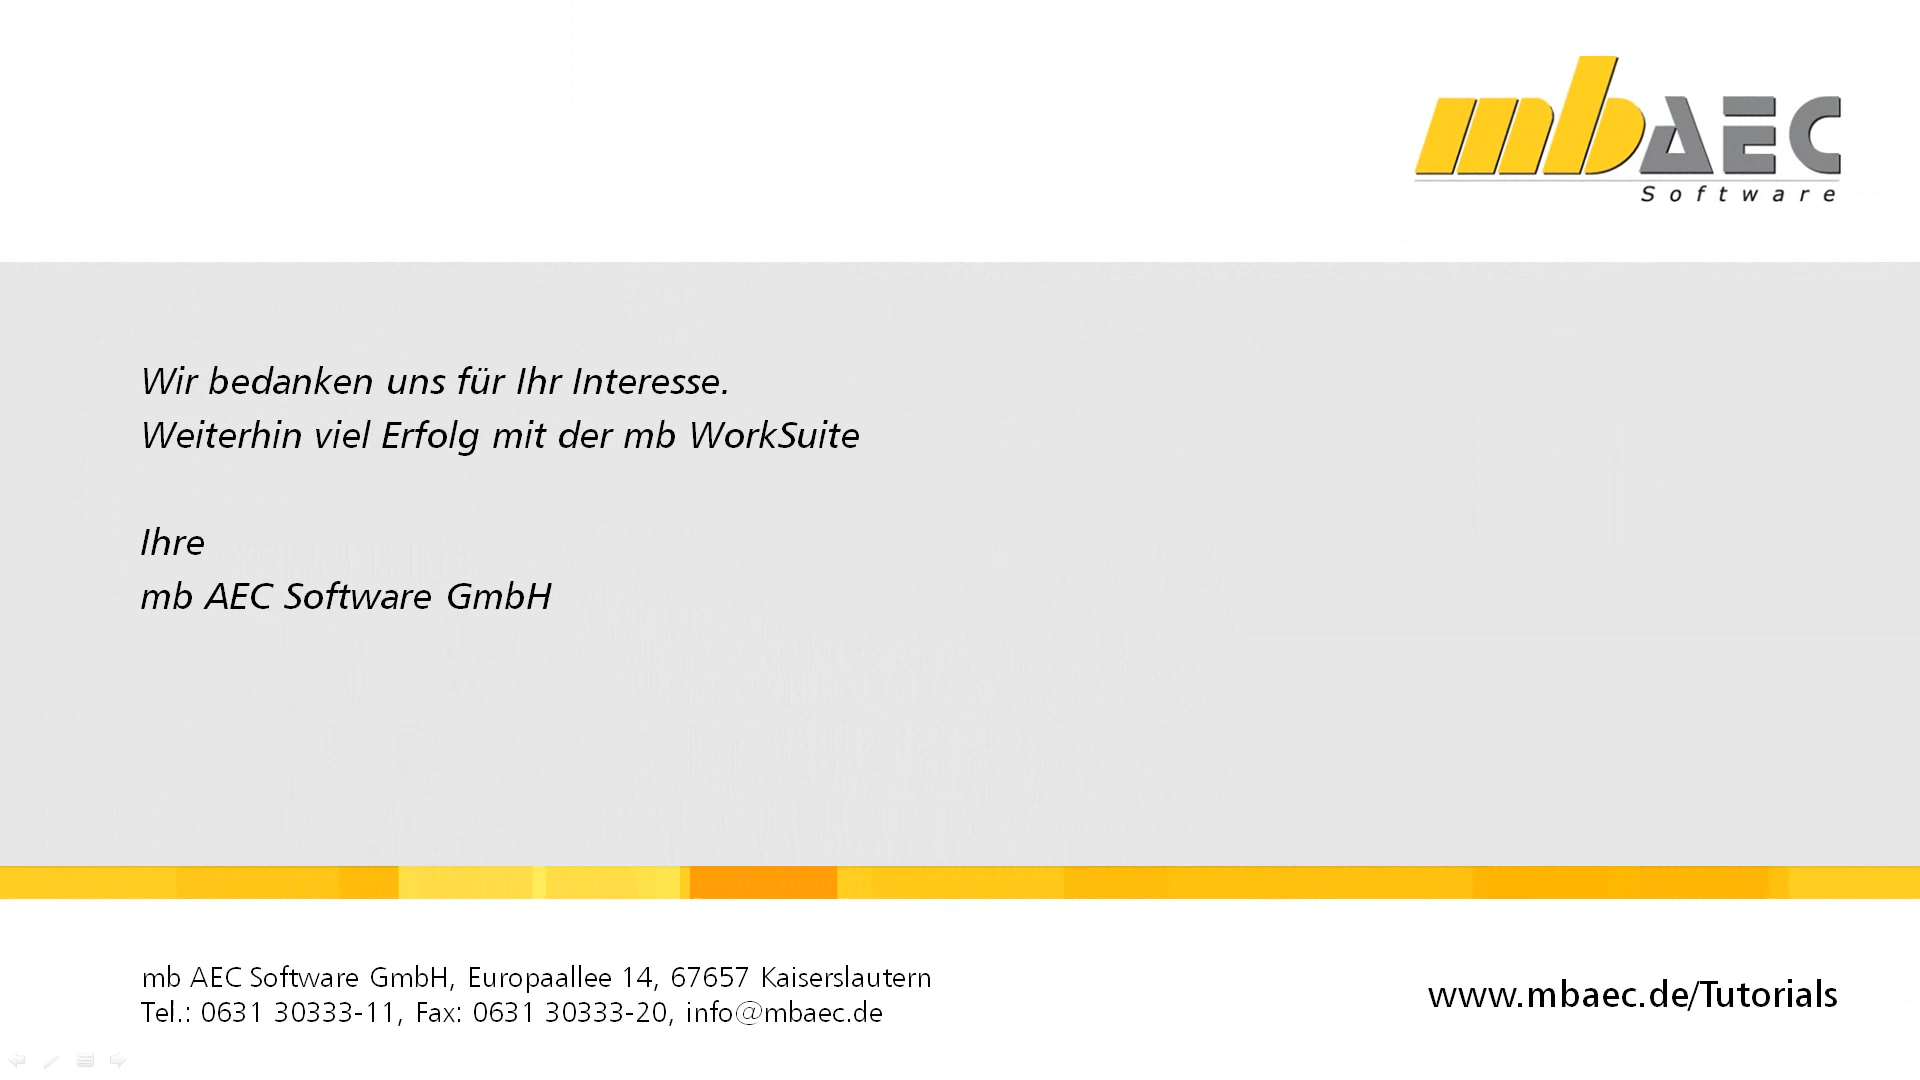 mbAEC
Software
Wir bedanken uns für Ihr Interesse.
Weiterhin viel Erfolg mit der mb WorkSuite
Ihre
mb AEC Software GmbH
mb AEC Software GmbH, Europaallee 14, 67657 Kaiserslautern
Tel.: 0631 30333-11, Fax: 0631 30333-20, info@mbaec.de
www.mbaec.de/Tutorials